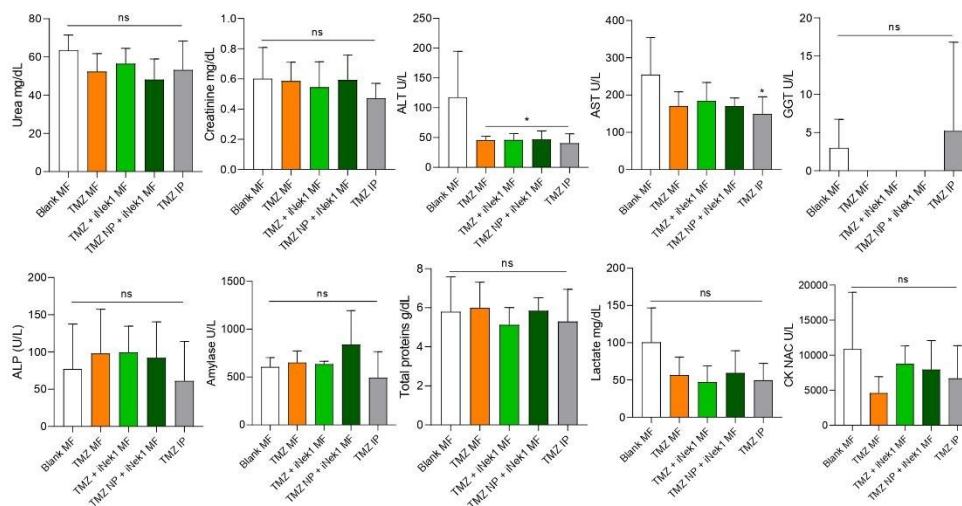 ns
Urea mg/dL
80
60
40
20
0
Blank MF
TMZ MF
TMZ + iNek1 MF
TMZ NP + iNek1 MF
TMZ IP
ns
Creatinine mg/dL
1.0
0.8
0.6
0.4
0.2
0.0
Blank MF
TMZ MF
TMZ + iNek1 MF
TMZ NP + iNek1 MF
TMZ IP
*
ALT U/L
250
200
150
100
50
0
Blank MF
TMZ MF
TMZ + iNek1 MF
TMZ NP + iNek1 MF
TMZ IP
*
AST U/L
400
300
200
100
0
Blank MF
TMZ MF
TMZ + iNek1 MF
TMZ NP + iNek1 MF
TMZ IP
ns
GGT U/L
20
15
10
5
0
Blank MF
TMZ MF
TMZ + iNek1 MF
TMZ NP + iNek1 MF
TMZ IP
ns
ALP (U/L)
200
150
100
50
0
Blank MF
TMZ MF
TMZ + iNek1 MF
TMZ NP + iNek1 MF
TMZ IP
ns
Amylase U/L
1500
1000
500
0
Blank MF
TMZ MF
TMZ + iNek1 MF
TMZ NP + iNek1 MF
TMZ IP
ns
Total proteins g/dL
8
6
4
2
0
Blank MF
TMZ MF
TMZ + iNek1 MF
TMZ NP + iNek1 MF
TMZ IP
ns
Lactate mg/dL
200
150
100
50
0
Blank MF
TMZ MF
TMZ + iNek1 MF
TMZ NP + iNek1 MF
TMZ IP
ns
CK NAC U/L
20000
15000
10000
5000
0
Blank MF
TMZ MF
TMZ + iNek1 MF
TMZ NP + iNek1 MF
TMZ IP